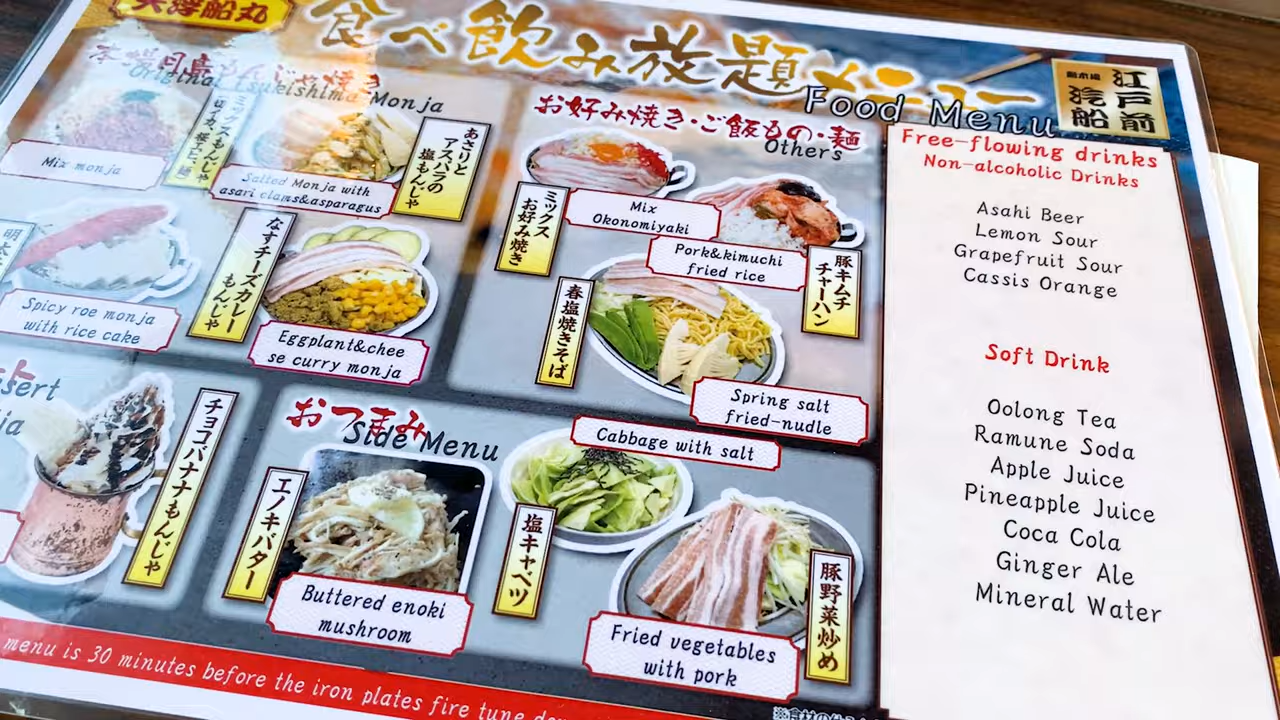 食べ飲み放題メニュー
Food Menu
江戸前
汽船
本場月島もんじゃ焼き
Original Tsukishima Monja
Mix monja
ミックスもんじゃ
Salted Monja with
asari clams&asparagus
あさりと
アスパラの
塩もんじゃ
Spicy roe monja
with rice cake
なすチーズカレー
もんじゃ
Eggplant&chee
se curry monja
お好み焼き・ご飯もの・麺
Others
ミックス
お好み焼き
Mix
Okonomiyaki
Pork&kimuchi
fried rice
豚キムチ
チャーハン
春塩焼きそば
Spring salt
fried-nudle
チョコバナナもんじゃ
おつまみ
Side Menu
エノキバター
Buttered enoki
mushroom
Cabbage with salt
塩キャベツ
Fried vegetables
with pork
豚野菜炒め
menu is 30 minutes before the iron plates fire tune
Free-flowing drinks
Non-alcoholic Drinks
Asahi Beer
Lemon Sour
Grapefruit Sour
Cassis Orange
Soft Drink
Oolong Tea
Ramune Soda
Apple Juice
Pineapple Juice
Coca Cola
Ginger Ale
Mineral Water